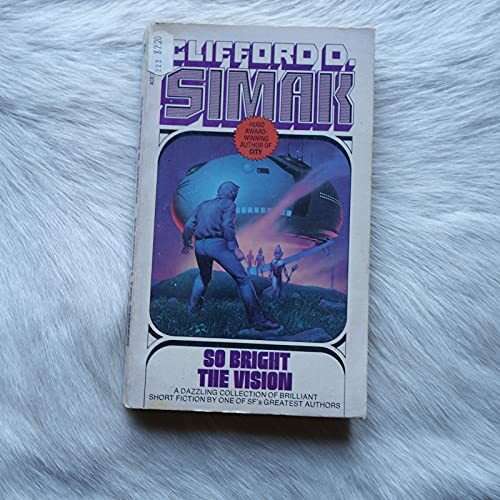 CLIFFORD D.
SIMAK
HUGO
AWARD-
WINNING
AUTHOR OF
CITY
SO BRIGHT
THE VISION
A DAZZLING COLLECTION OF BRILLIANT
SHORT FICTION BY ONE OF SF's GREATEST AUTHORS